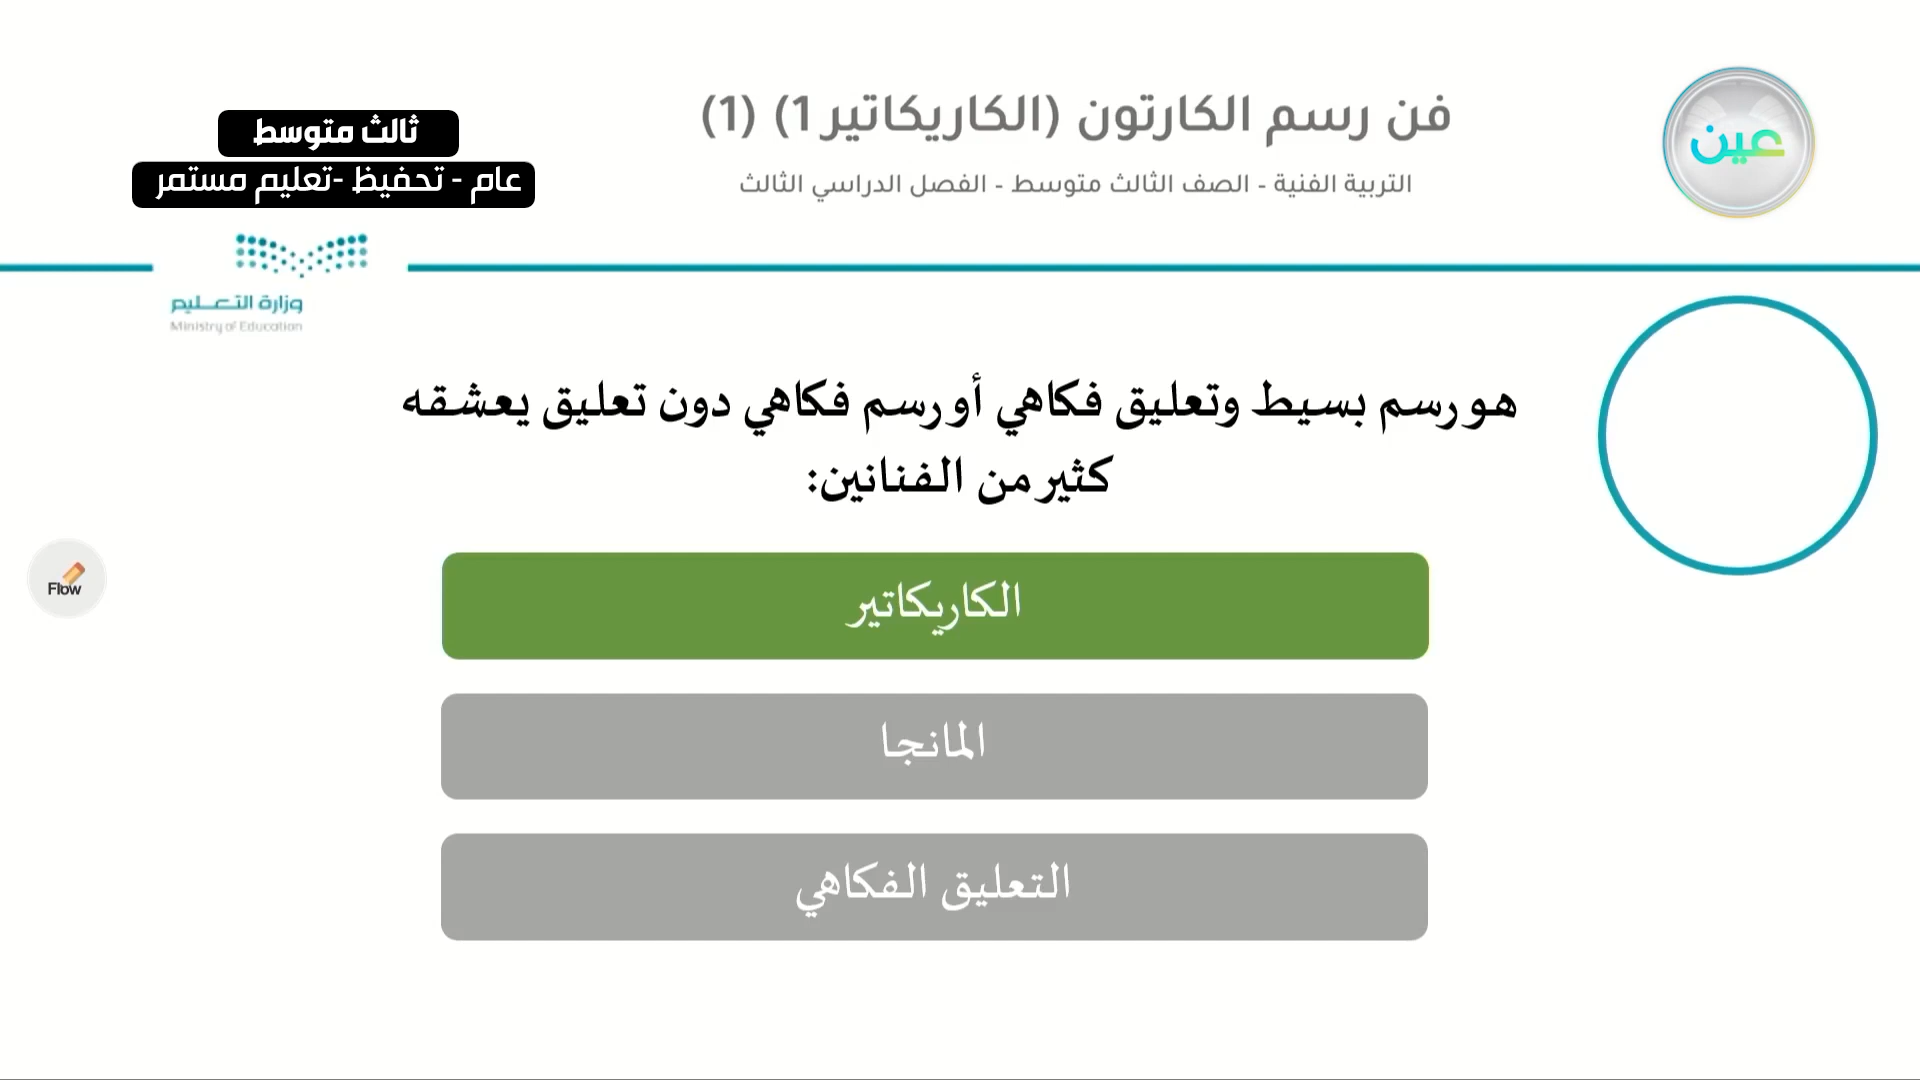 فن رسم الكارتون (الكاريكاتير 1) (1)
التربية الفنية - الصف الثالث متوسط - الفصل الدراسي الثالث
عين
ثالث متوسط
عام - تحفيظ -تعليم مستمر
وزارة التعليم
Ministry of Education
هو رسم بسيط وتعليق فكاهي أو رسم فكاهي دون تعليق يعشقه
كثير من الفنانين:
Flow
الكاريكاتير
المانجا
التعليق الفكاهي